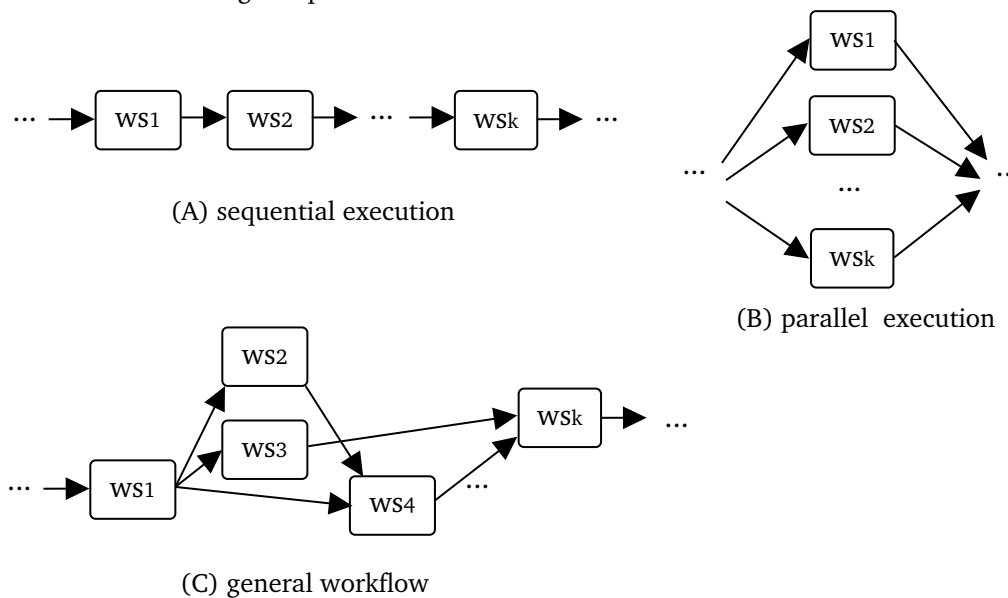 ... WS1 WS2 ... WSk ...
(A) sequential execution
WS1
WS2
...
...
...
WSk
(B) parallel execution
WS2
WS3
WSk
...
... WS1
WS4
...
(C) general workflow